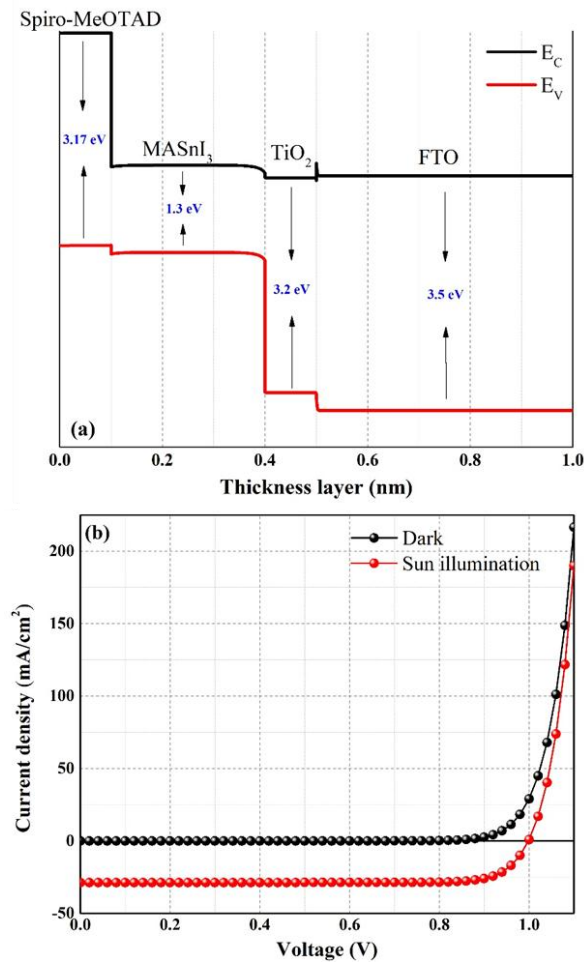 Spiro-MeOTAD
E_C
E_V
3.17 eV
MASnI_3
TiO_2
FTO
1.3 eV
3.2 eV
3.5 eV
(a)
0.0 0.2 0.4 0.6 0.8 1.0
Thickness layer (nm)
(b)
Dark
Sun illumination
200
150
100
50
0
-50
Current density (mA/cm²)
0.0 0.2 0.4 0.6 0.8 1.0
Voltage (V)